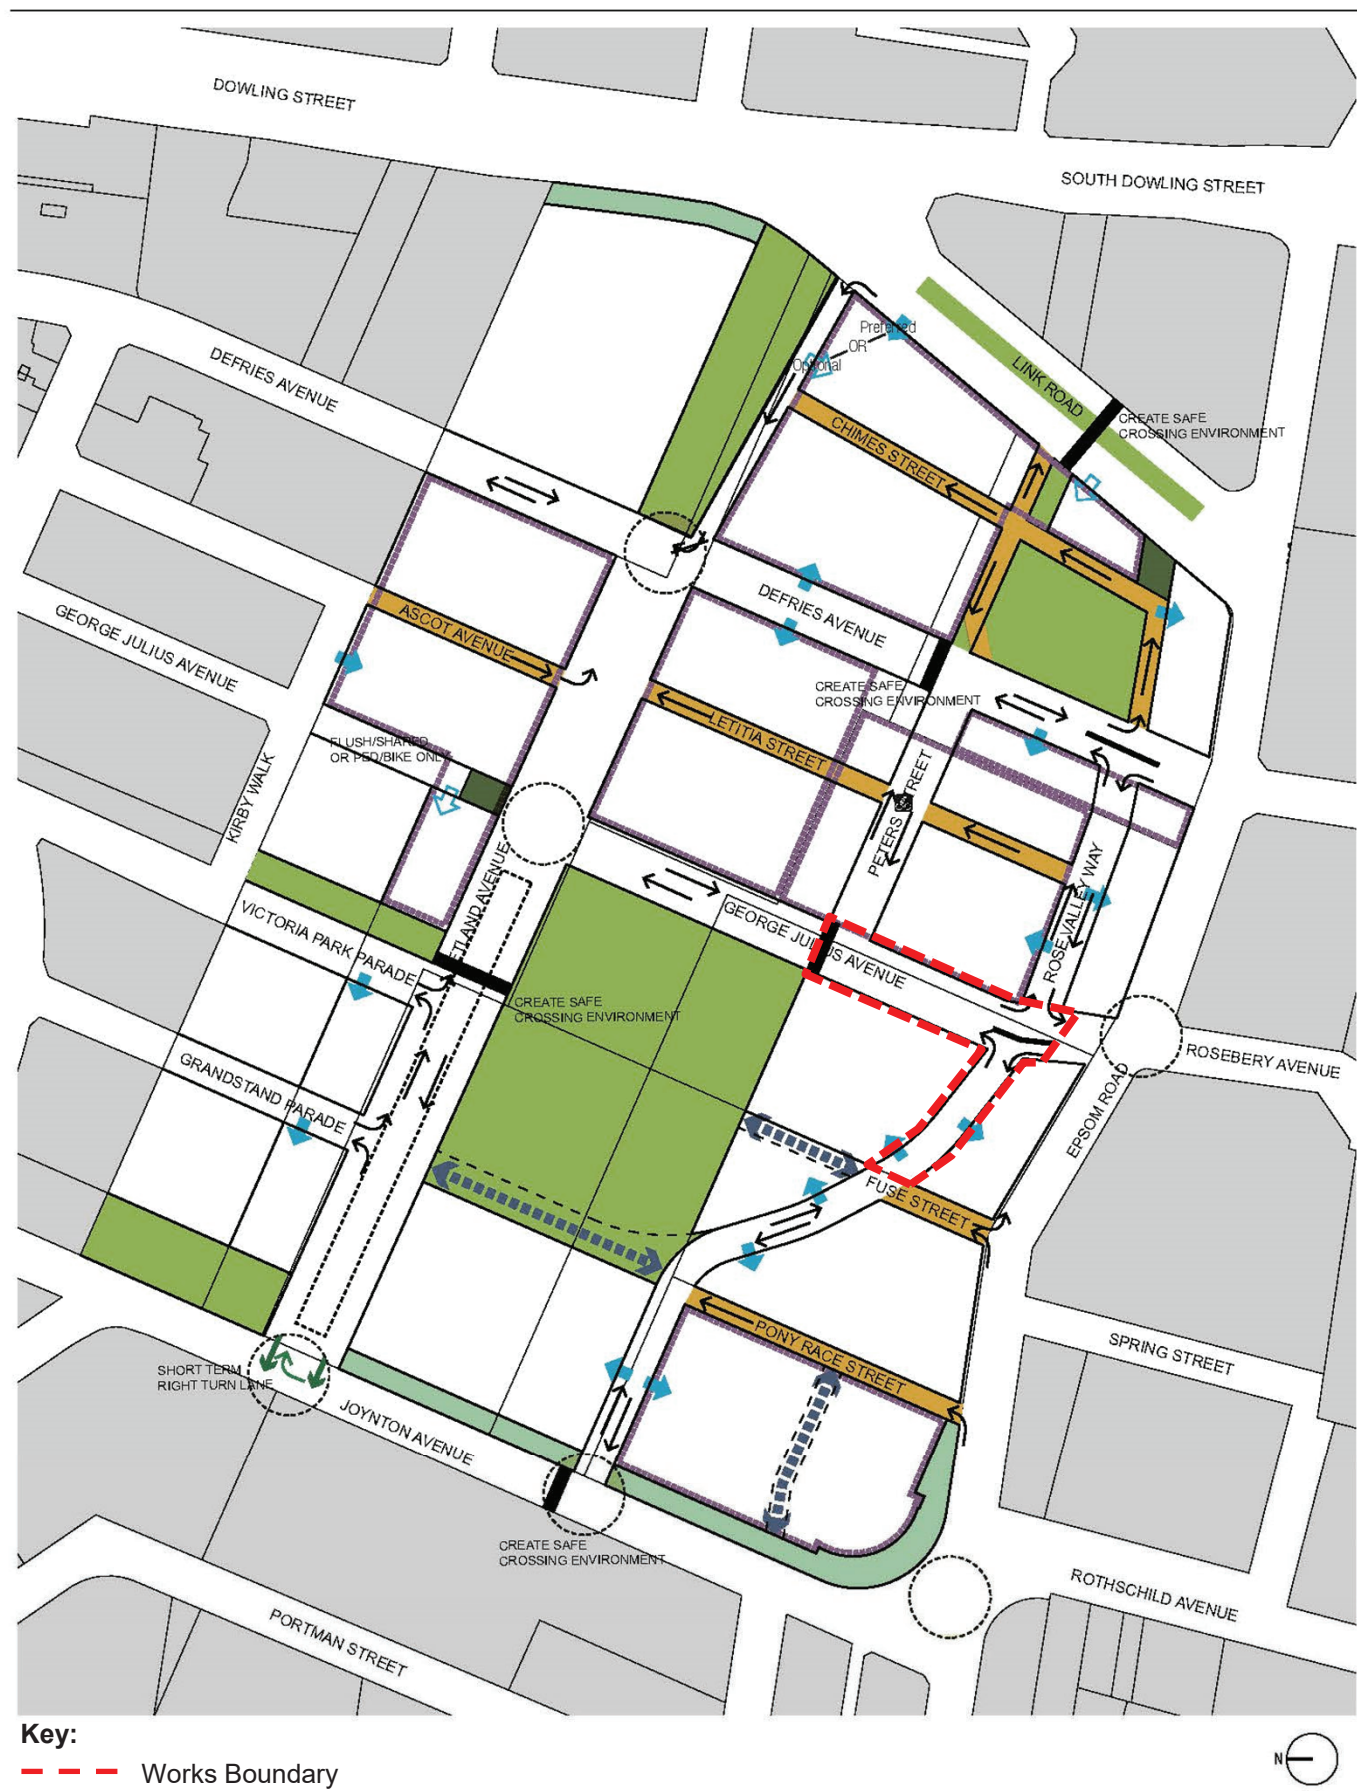 DOWLING STREET
SOUTH DOWLING STREET
Preferred
OR
Optional
LINK ROAD
DEFRIES AVENUE
CREATE SAFE
CROSSING ENVIRONMENT
CHIMES STREET
GEORGE JULIUS AVENUE
ASCOT AVENUE
DEFRIES AVENUE
CREATE SAFE
CROSSING ENVIRONMENT
LETITIA STREET
FLUSH/SHARED
OR PED/BIKE ONLY
KIRBY WALK
PETERS STREET
ROSE VALLEY WAY
VICTORIA PARK PARADE
GEORGE JULIUS AVENUE
CREATE SAFE
CROSSING ENVIRONMENT
GRANDSTAND PARADE
ROSEBERY AVENUE
EPSOM ROAD
FUSE STREET
PONY RACE STREET
SPRING STREET
SHORT TERM
RIGHT TURN LANE
JOYNTON AVENUE
CREATE SAFE
CROSSING ENVIRONMENT
ROTHSCHILD AVENUE
PORTMAN STREET
Key:
Works Boundary
N